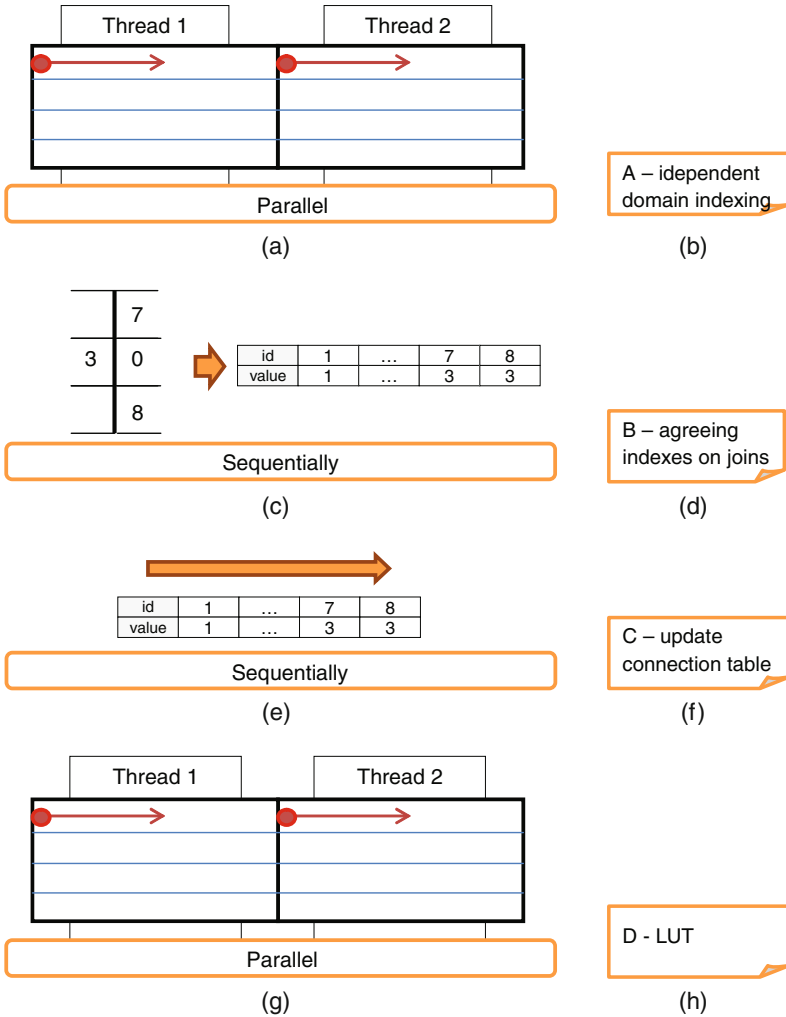 Thread 1 Thread 2
Parallel
(a)
A – idependent
domain indexing
(b)
7
3 0
8
id 1 ... 7 8
value 1 ... 3 3
Sequentially
(c)
B – agreeing
indexes on joins
(d)
id 1 ... 7 8
value 1 ... 3 3
Sequentially
(e)
C – update
connection table
(f)
Thread 1 Thread 2
Parallel
(g)
D - LUT
(h)